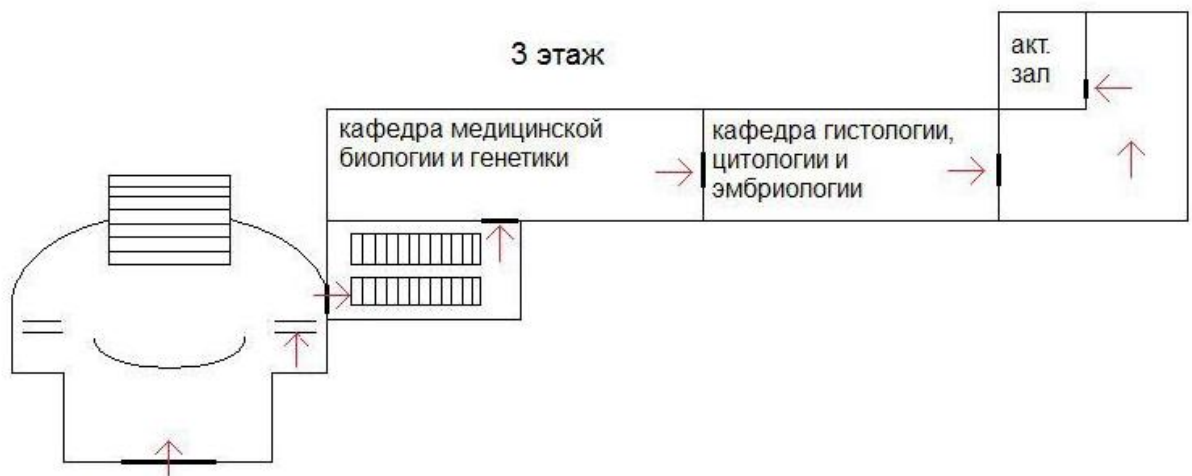 3 этаж
акт.
зал
кафедра медицинской
биологии и генетики
кафедра гистологии,
цитологии и
эмбриологии